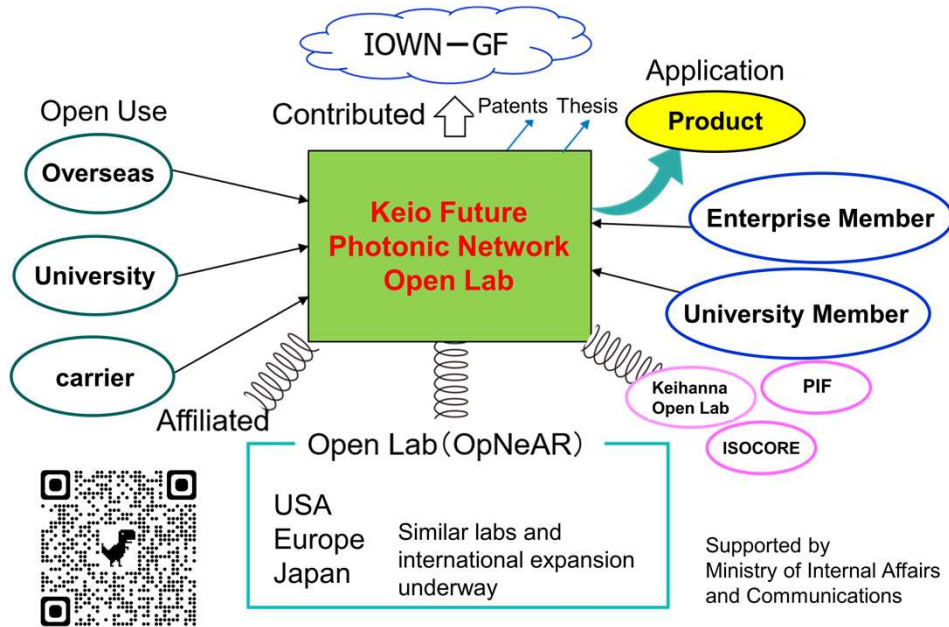 IOWN－GF
Contributed
Patents
Thesis
Application
Product
Open Use
Overseas
University
carrier
Keio Future
Photonic Network
Open Lab
Enterprise Member
University Member
Keihanna
Open Lab
PIF
ISOCORE
Affiliated
Open Lab（OpNeAR）
USA
Europe
Japan
Similar labs and
international expansion
underway
Supported by
Ministry of Internal Affairs
and Communications